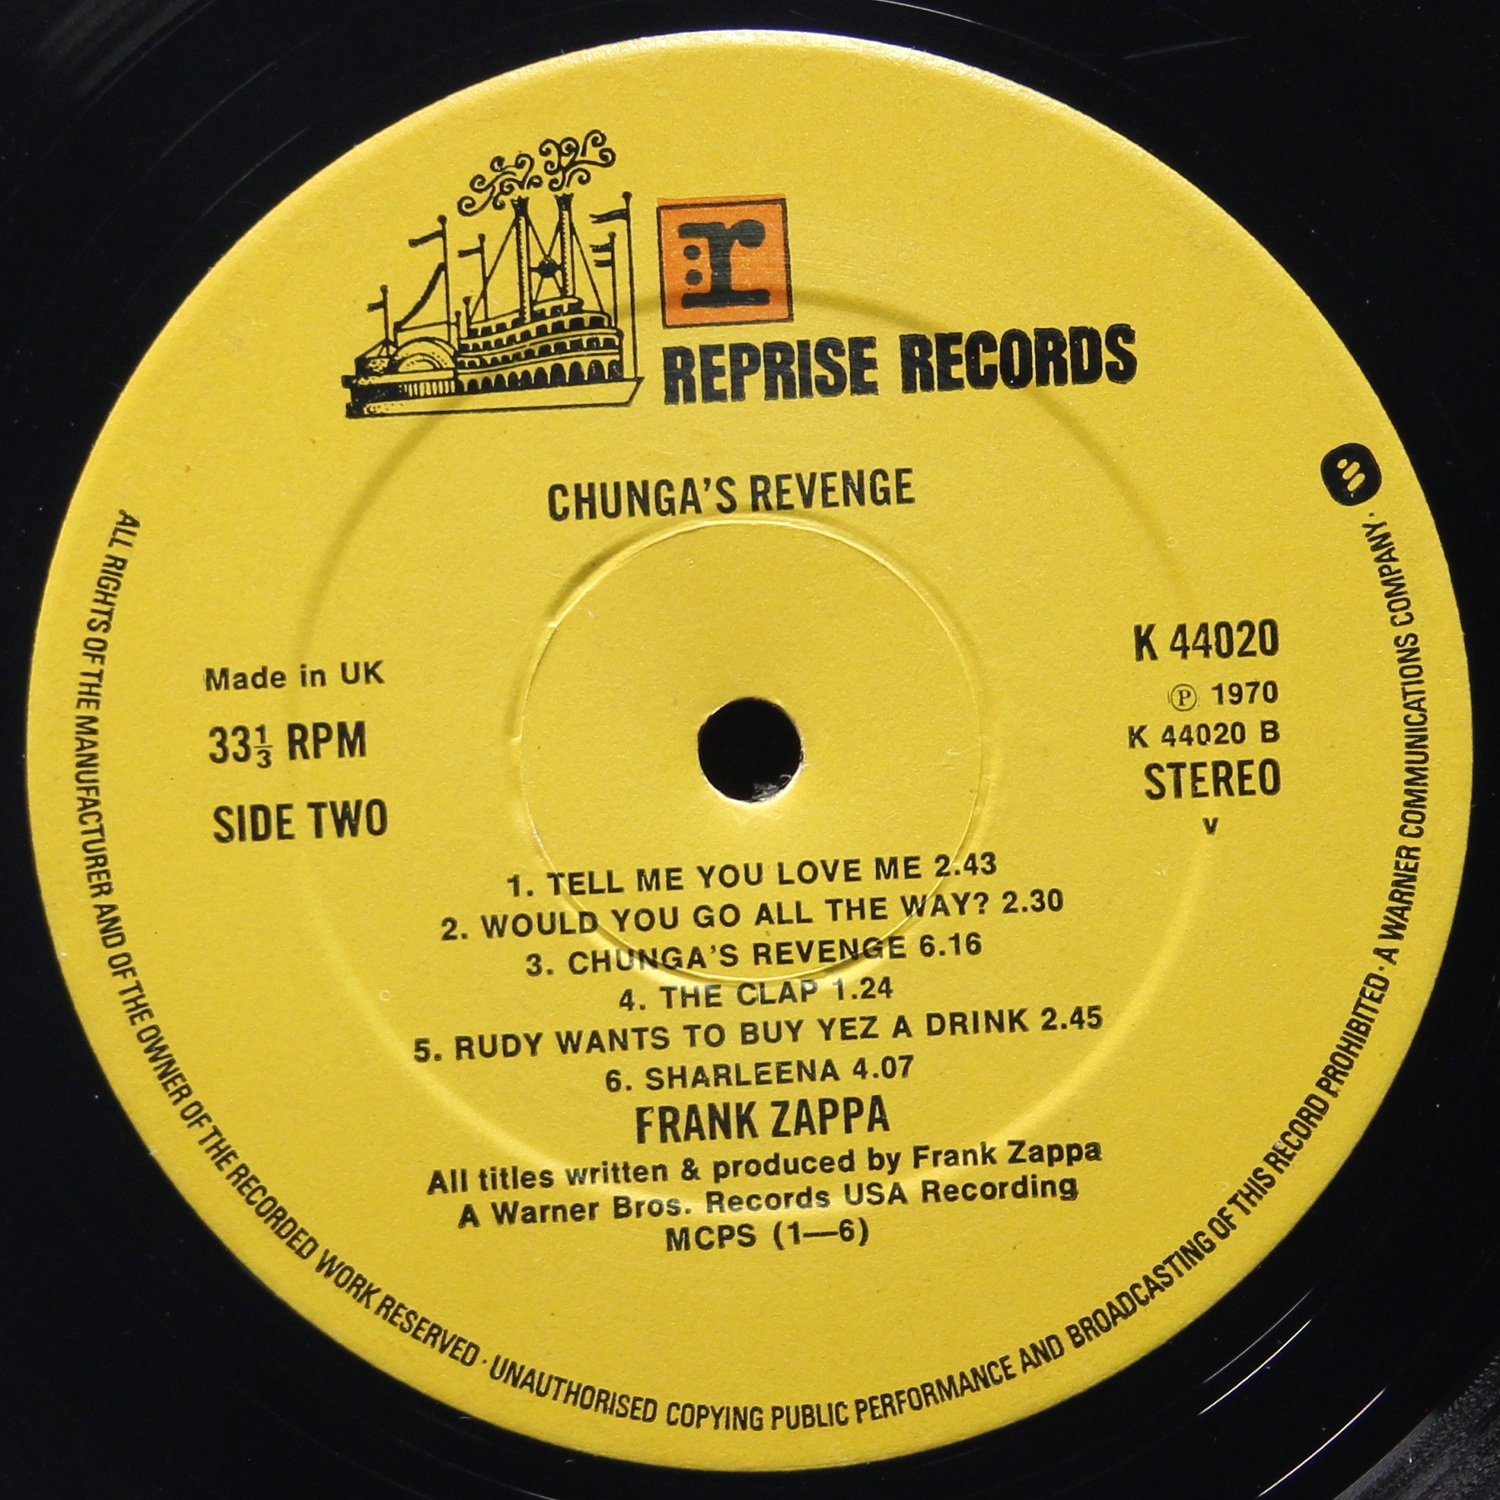 r
REPRISE RECORDS
CHUNGA'S REVENGE
Made in UK
33⅓ RPM
SIDE TWO
K 44020
℗ 1970
K 44020 B
STEREO
v
1. TELL ME YOU LOVE ME 2.43
2. WOULD YOU GO ALL THE WAY? 2.30
3. CHUNGA'S REVENGE 6.16
4. THE CLAP 1.24
5. RUDY WANTS TO BUY YEZ A DRINK 2.45
6. SHARLEENA 4.07
FRANK ZAPPA
All titles written & produced by Frank Zappa
A Warner Bros. Records USA Recording
MCPS (1—6)
ALL RIGHTS OF THE MANUFACTURER AND OF THE OWNER OF THE RECORDED WORK RESERVED · UNAUTHORISED COPYING PUBLIC PERFORMANCE AND BROADCASTING OF THIS RECORD PROHIBITED · A WARNER COMMUNICATIONS COMPANY ·